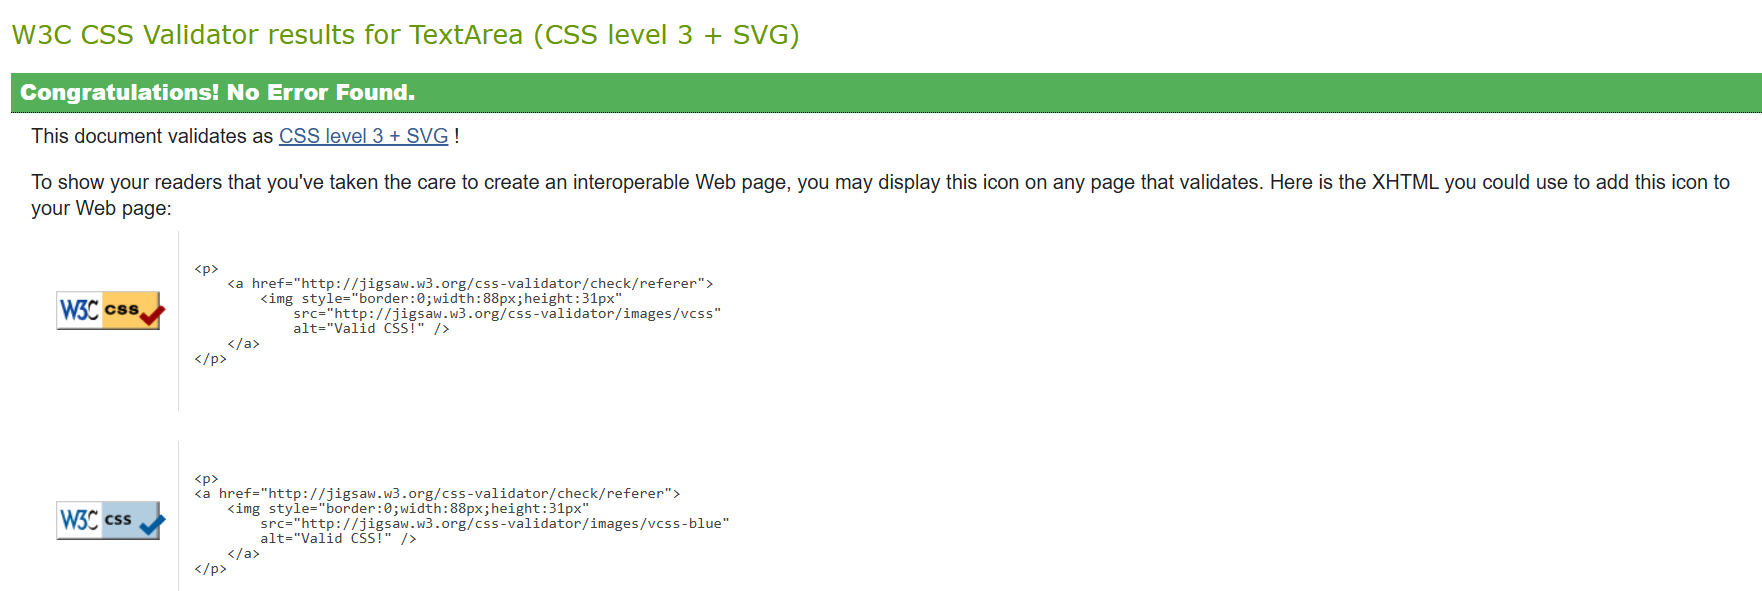 W3C CSS Validator results for TextArea (CSS level 3 + SVG)
Congratulations! No Error Found.
This document validates as CSS level 3 + SVG !
To show your readers that you've taken the care to create an interoperable Web page, you may display this icon on any page that validates. Here is the XHTML you could use to add this icon to
your Web page:
W3C css
<p>
    <a href="http://jigsaw.w3.org/css-validator/check/referer">
        <img style="border:0;width:88px;height:31px"
            src="http://jigsaw.w3.org/css-validator/images/vcss"
            alt="Valid CSS!" />
    </a>
</p>
W3C css
<p>
<a href="http://jigsaw.w3.org/css-validator/check/referer">
    <img style="border:0;width:88px;height:31px"
        src="http://jigsaw.w3.org/css-validator/images/vcss-blue"
        alt="Valid CSS!" />
    </a>
</p>